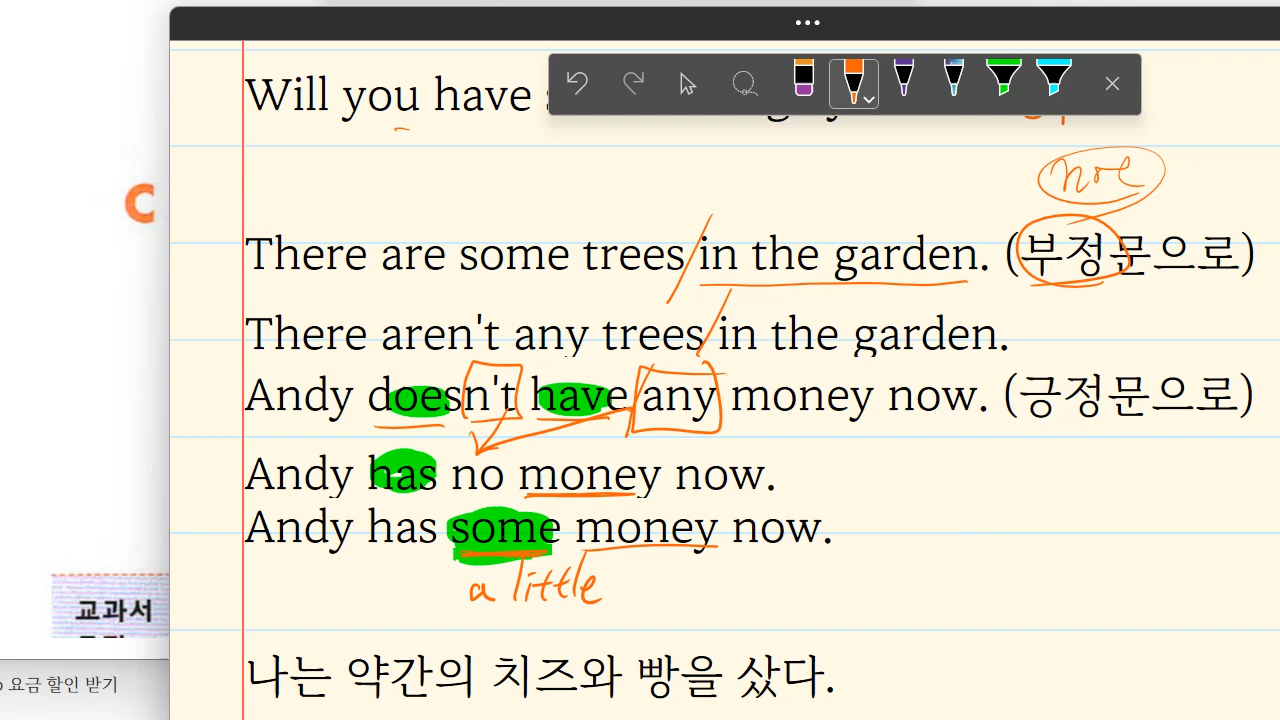 Will you have
not
There are some trees in the garden. (부정문으로)
There aren't any trees in the garden.
Andy doesn't have any money now. (긍정문으로)
Andy has no money now.
Andy has some money now.
a little
나는 약간의 치즈와 빵을 샀다.
C
교과서
요금 할인 받기